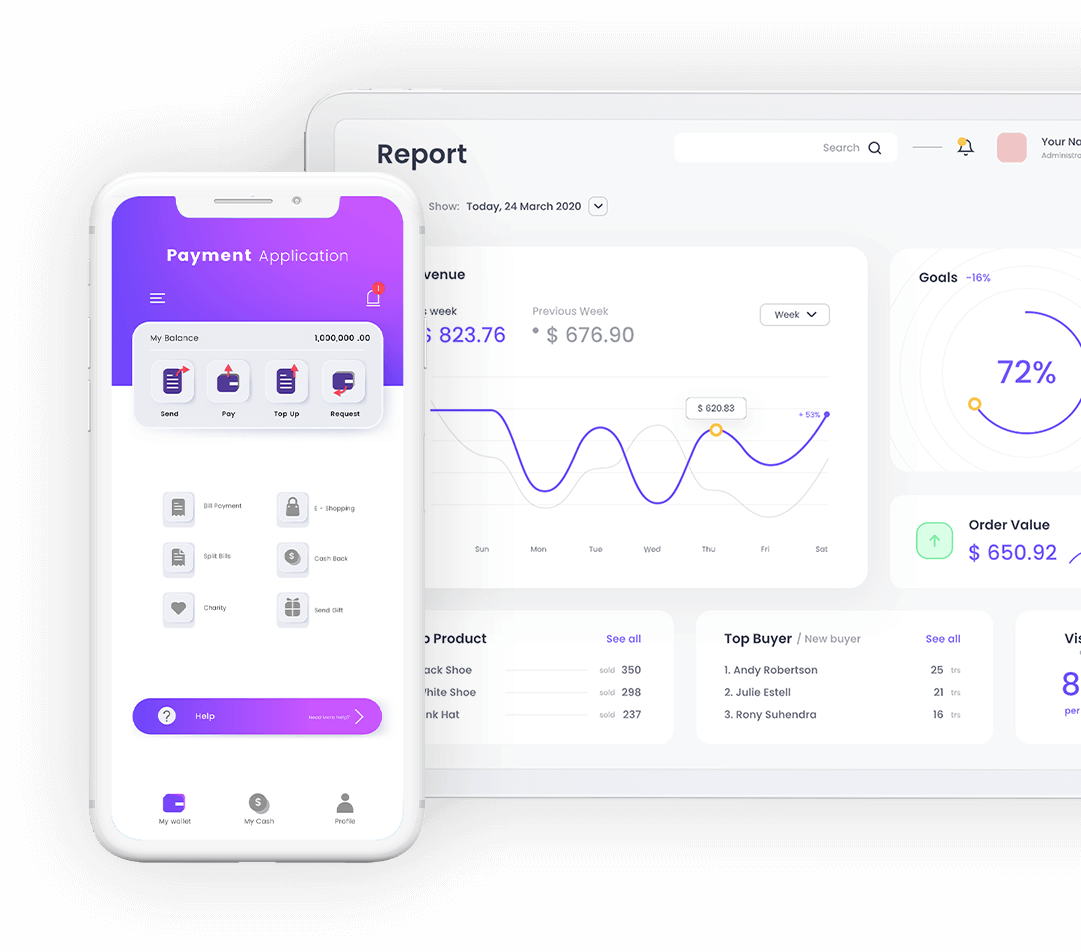 Report
Search
Your Na
Administra
Show: Today, 24 March 2020
Payment Application
1
My Balance 1,000,000 .00
Send Pay Top Up Request
Bill Payment E - Shopping
Split Bills Cash Back
$
Charity Send Gift
? Help Need More help?
$
My wallet My Cash Profile
venue
s week Previous Week
$ 823.76 $ 676.90
Week
$ 620.83
+ 53%
Sun Mon Tue Wed Thu Fri Sat
Goals -16%
72%
Order Value
$ 650.92
p Product See all
ack Shoe sold 350
hite Shoe sold 298
nk Hat sold 237
Top Buyer / New buyer See all
1. Andy Robertson 25 trs
2. Julie Estell 21 trs
3. Rony Suhendra 16 trs
Vis
8
per